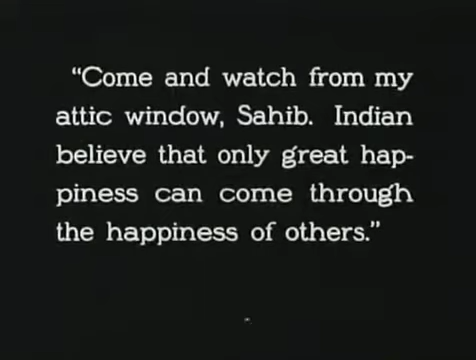 “Come and watch from my
attic window, Sahib. Indian
believe that only great hap-
piness can come through
the happiness of others.”